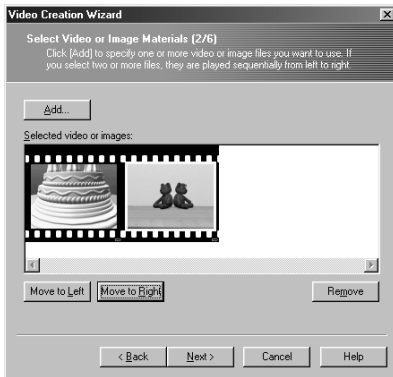 Video Creation Wizard
Select Video or Image Materials (2/6)
Click [Add] to specify one or more video or image files you want to use. If
you select two or more files, they are played sequentially from left to right.
Add...
Selected video or images:
Move to Left Move to Right Remove
< Back Next > Cancel Help